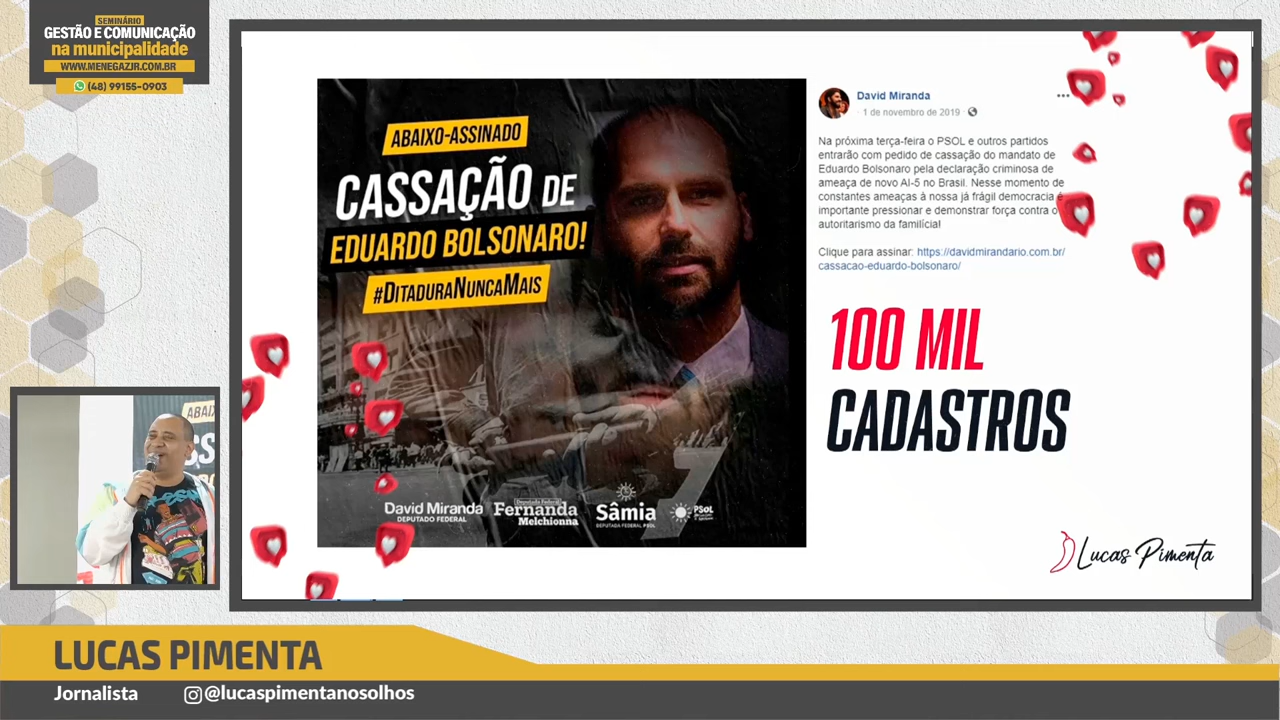 SEMINÁRIO
GESTÃO E COMUNICAÇÃO
na municipalidade
WWW.MENEGAZJR.COM.BR
(48) 99155-0903
ABAIXO-ASSINADO
CASSAÇÃO DE
EDUARDO BOLSONARO!
#DITADURANUNCAMAIS
David Miranda
DEPUTADO FEDERAL
Deputada Federal
Fernanda
Melchionna
Sâmia
DEPUTADA FEDERAL PSOL
PSOL
David Miranda
1 de novembro de 2019 ·
Na próxima terça-feira o PSOL e outros partidos
entrarão com pedido de cassação do mandato de
Eduardo Bolsonaro pela declaração criminosa de
ameaça de novo AI-5 no Brasil. Nesse momento de
constantes ameaças à nossa já frágil democracia é
importante pressionar e demonstrar força contra o
autoritarismo da familícia!
Clique para assinar: https://davidmirandario.com.br/
cassacao-eduardo-bolsonaro/
100 MIL
CADASTROS
Lucas Pimenta
ABAIX
LUCAS PIMENTA
Jornalista
@lucaspimentanosolhos